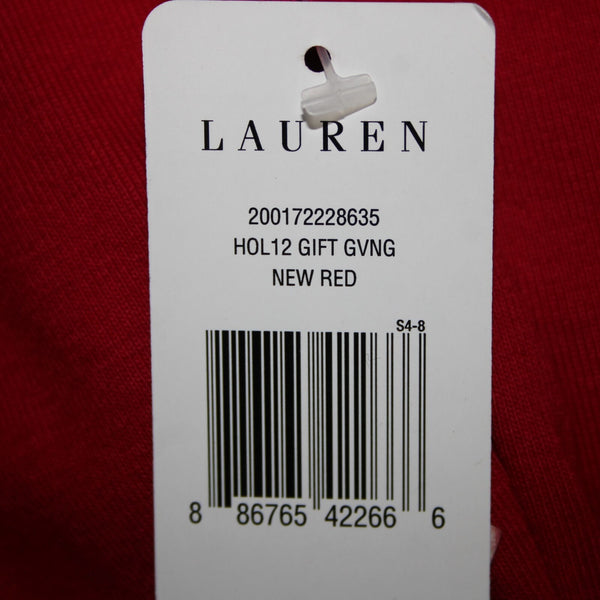 LAUREN
200172228635
HOL12 GIFT GVNG
NEW RED
S4-8
8 86765 42266 6